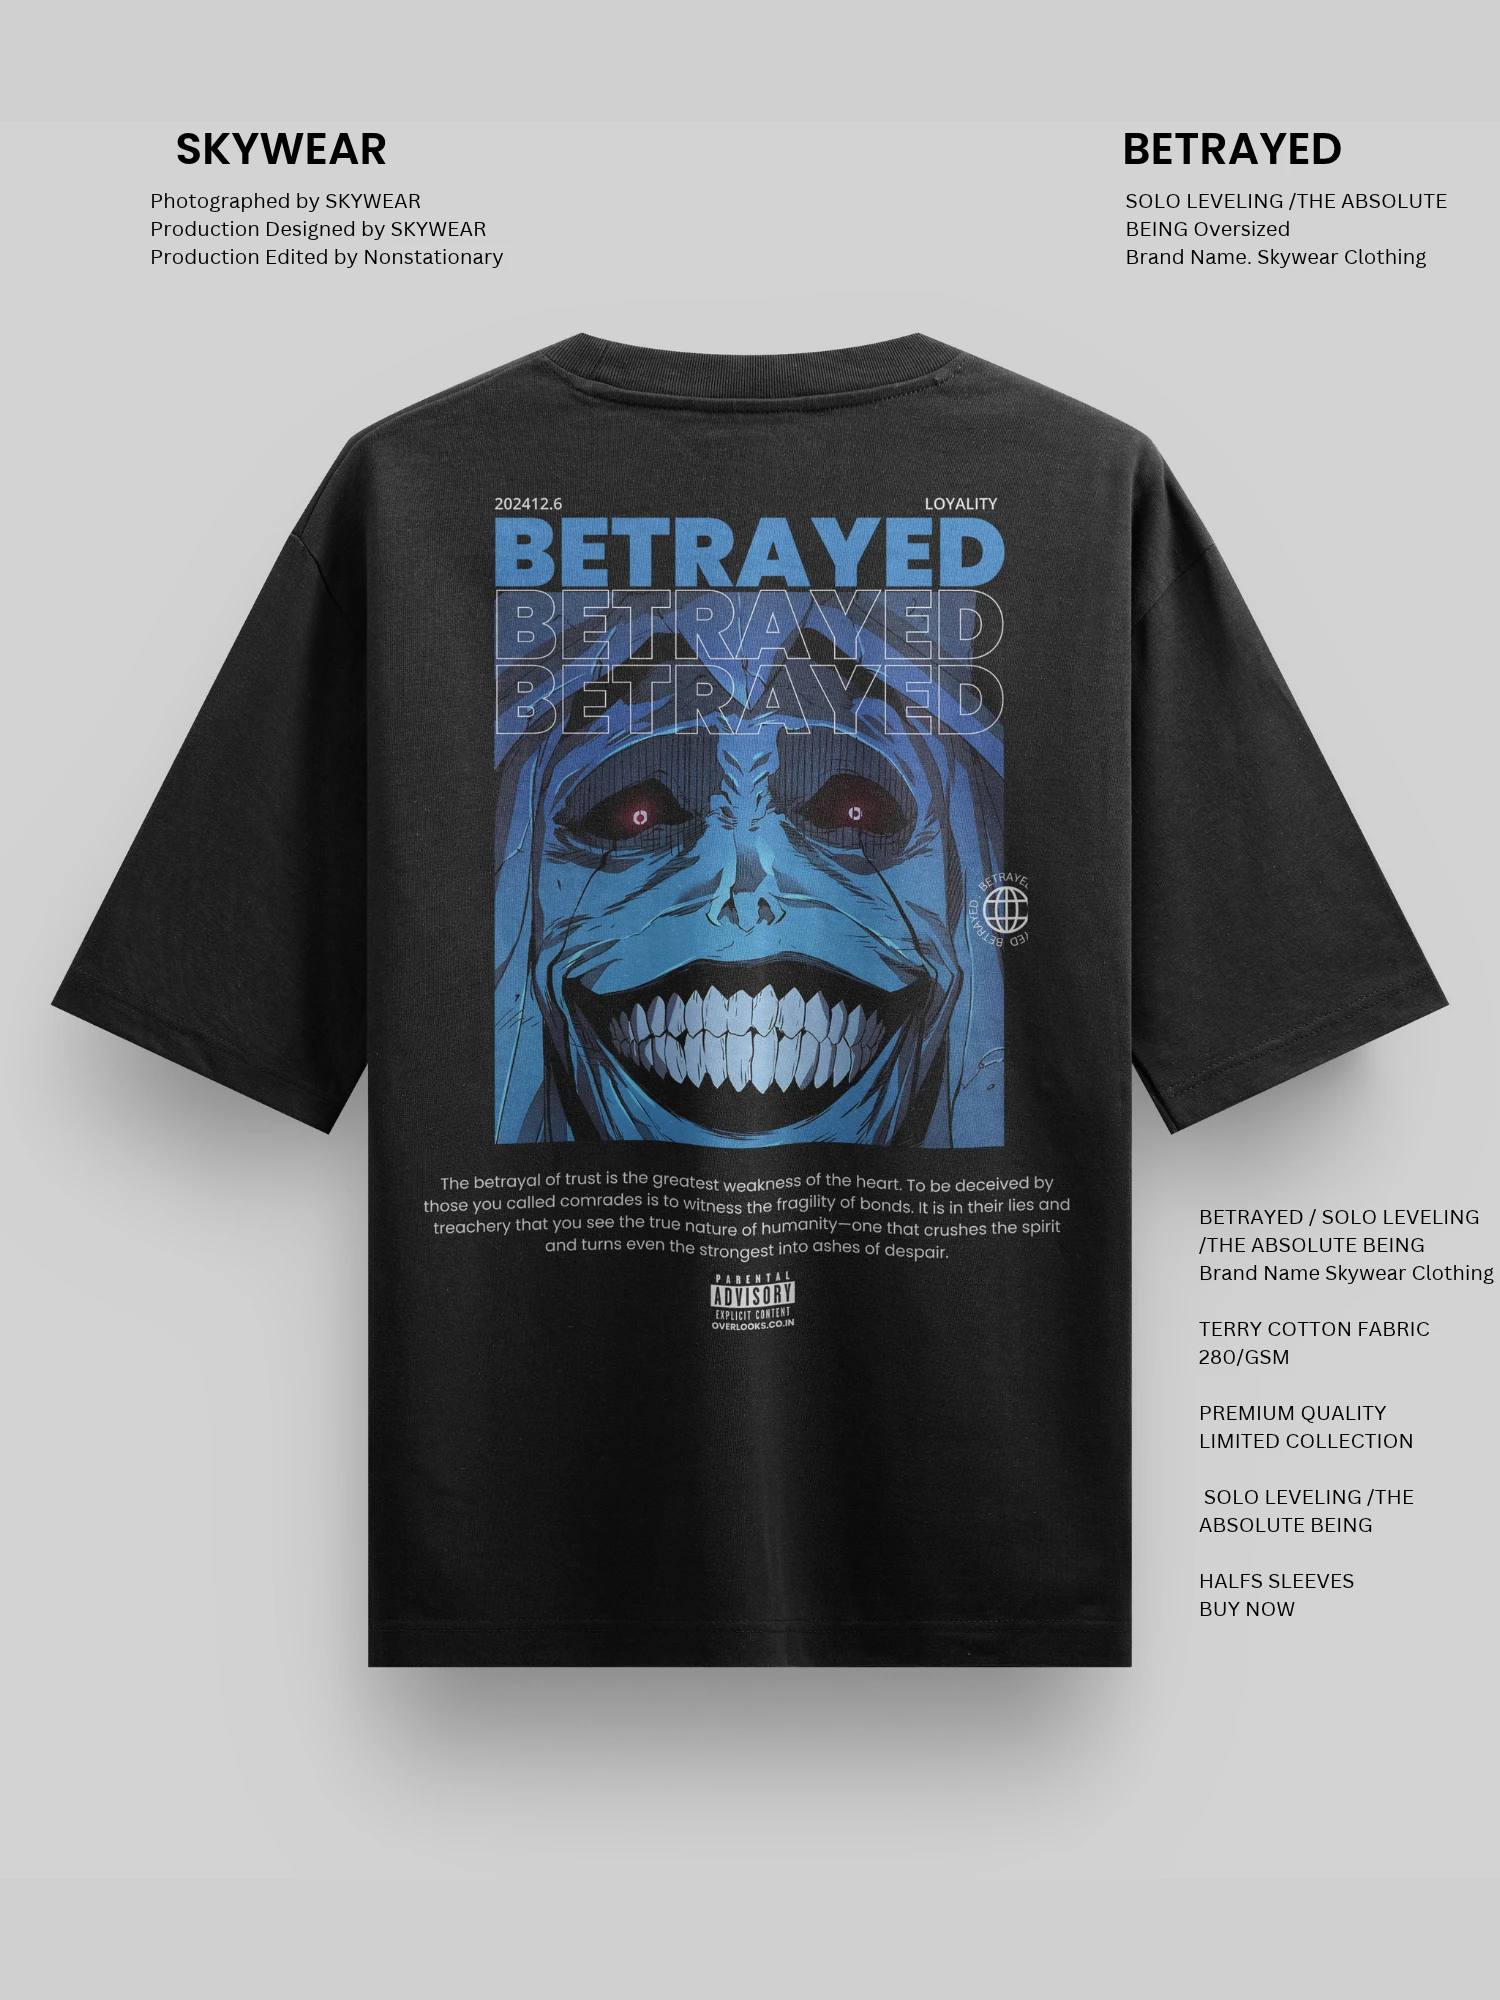 SKYWEAR
Photographed by SKYWEAR
Production Designed by SKYWEAR
Production Edited by Nonstationary
BETRAYED
SOLO LEVELING /THE ABSOLUTE
BEING Oversized
Brand Name. Skywear Clothing
202412.6
LOYALITY
BETRAYED
BETRAYED
BETRAYED
BETRAYED BETRAYED
The betrayal of trust is the greatest weakness of the heart. To be deceived by
those you called comrades is to witness the fragility of bonds. It is in their lies and
treachery that you see the true nature of humanity—one that crushes the spirit
and turns even the strongest into ashes of despair.
PARENTAL
ADVISORY
EXPLICIT CONTENT
OVERLOOKS.CO.IN
BETRAYED / SOLO LEVELING
/THE ABSOLUTE BEING
Brand Name Skywear Clothing
TERRY COTTON FABRIC
280/GSM
PREMIUM QUALITY
LIMITED COLLECTION
SOLO LEVELING /THE
ABSOLUTE BEING
HALFS SLEEVES
BUY NOW